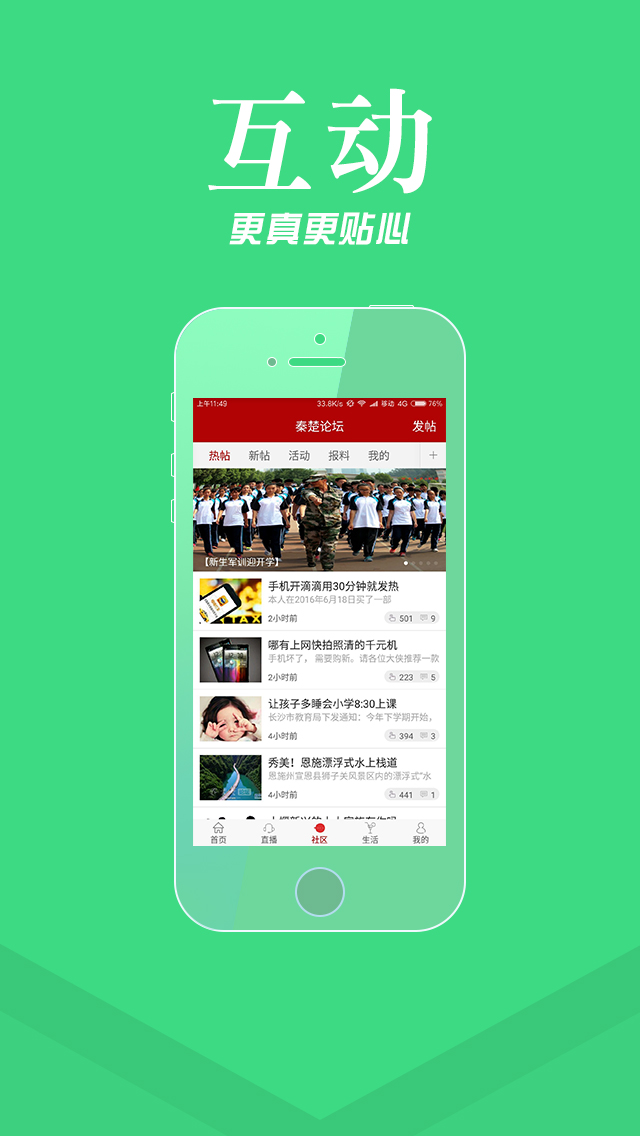 互动
更真更贴心
上午11:49 33.8K/s 移动 4G 76%
秦楚论坛 发帖
热帖 新帖 活动 报料 我的 +
【新生军训迎开学】
手机开滴滴用30分钟就发热
本人在2016年6月18日买了一部
2小时前 501 9
哪有上网快拍照清的千元机
手机坏了，需要购新。请各位大侠推荐一款
2小时前 223 5
让孩子多睡会小学8:30上课
长沙市教育局下发通知：今年下学期开始，
4小时前 394 3
秀美！恩施漂浮式水上栈道
恩施州宣恩县狮子关风景区内的漂浮式“水
4小时前 441 1
首页 直播 社区 生活 我的